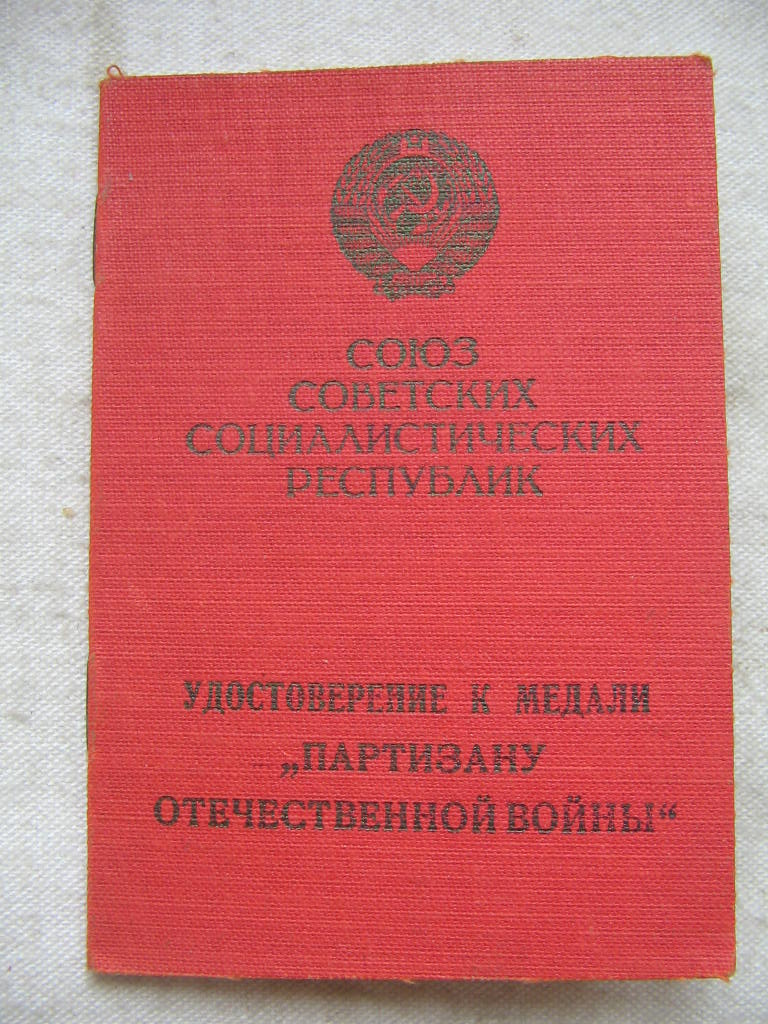 СОЮЗ
СОВЕТСКИХ
СОЦИАЛИСТИЧЕСКИХ
РЕСПУБЛИК
УДОСТОВЕРЕНИЕ К МЕДАЛИ
„ПАРТИЗАНУ
ОТЕЧЕСТВЕННОЙ ВОЙНЫ“